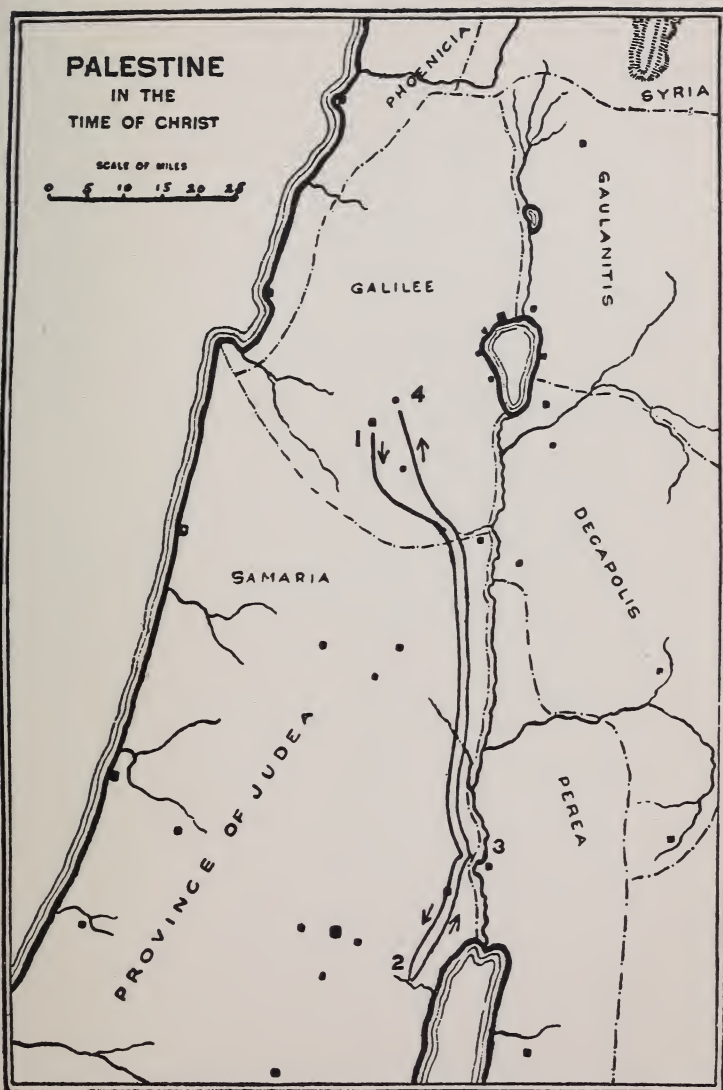 PALESTINE
IN THE
TIME OF CHRIST
SCALE OF MILES
0 5 10 15 20 25
PHOENICIA
SYRIA
GAULANITIS
GALILEE
4
1
DECAPOLIS
SAMARIA
PROVINCE OF JUDEA
PEREA
3
2